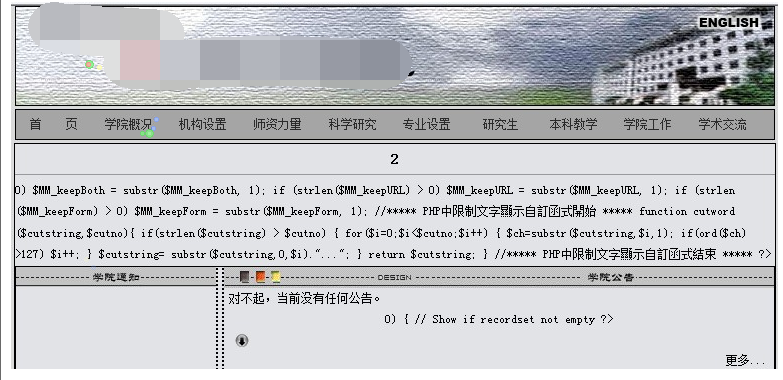 ENGLISH
首 页 学院概况 机构设置 师资力量 科学研究 专业设置 研究生 本科教学 学院工作 学术交流
2
0) $MM_keepBoth = substr($MM_keepBoth, 1); if (strlen($MM_keepURL) > 0) $MM_keepURL = substr($MM_keepURL, 1); if (strlen
($MM_keepForm) > 0) $MM_keepForm = substr($MM_keepForm, 1); //***** PHP中限制文字顯示自訂函式開始 ***** function cutword
($cutstring,$cutno){ if(strlen($cutstring) > $cutno) { for($i=0;$i<$cutno;$i++) { $ch=substr($cutstring,$i,1); if(ord($ch)
>127) $i++; } $cutstring= substr($cutstring,0,$i)."..."; } return $cutstring; } //***** PHP中限制文字顯示自訂函式結束 ***** ?>
学院通知
DESIGN 学院公告
对不起，当前没有任何公告。
0) { // Show if recordset not empty ?>
更多...